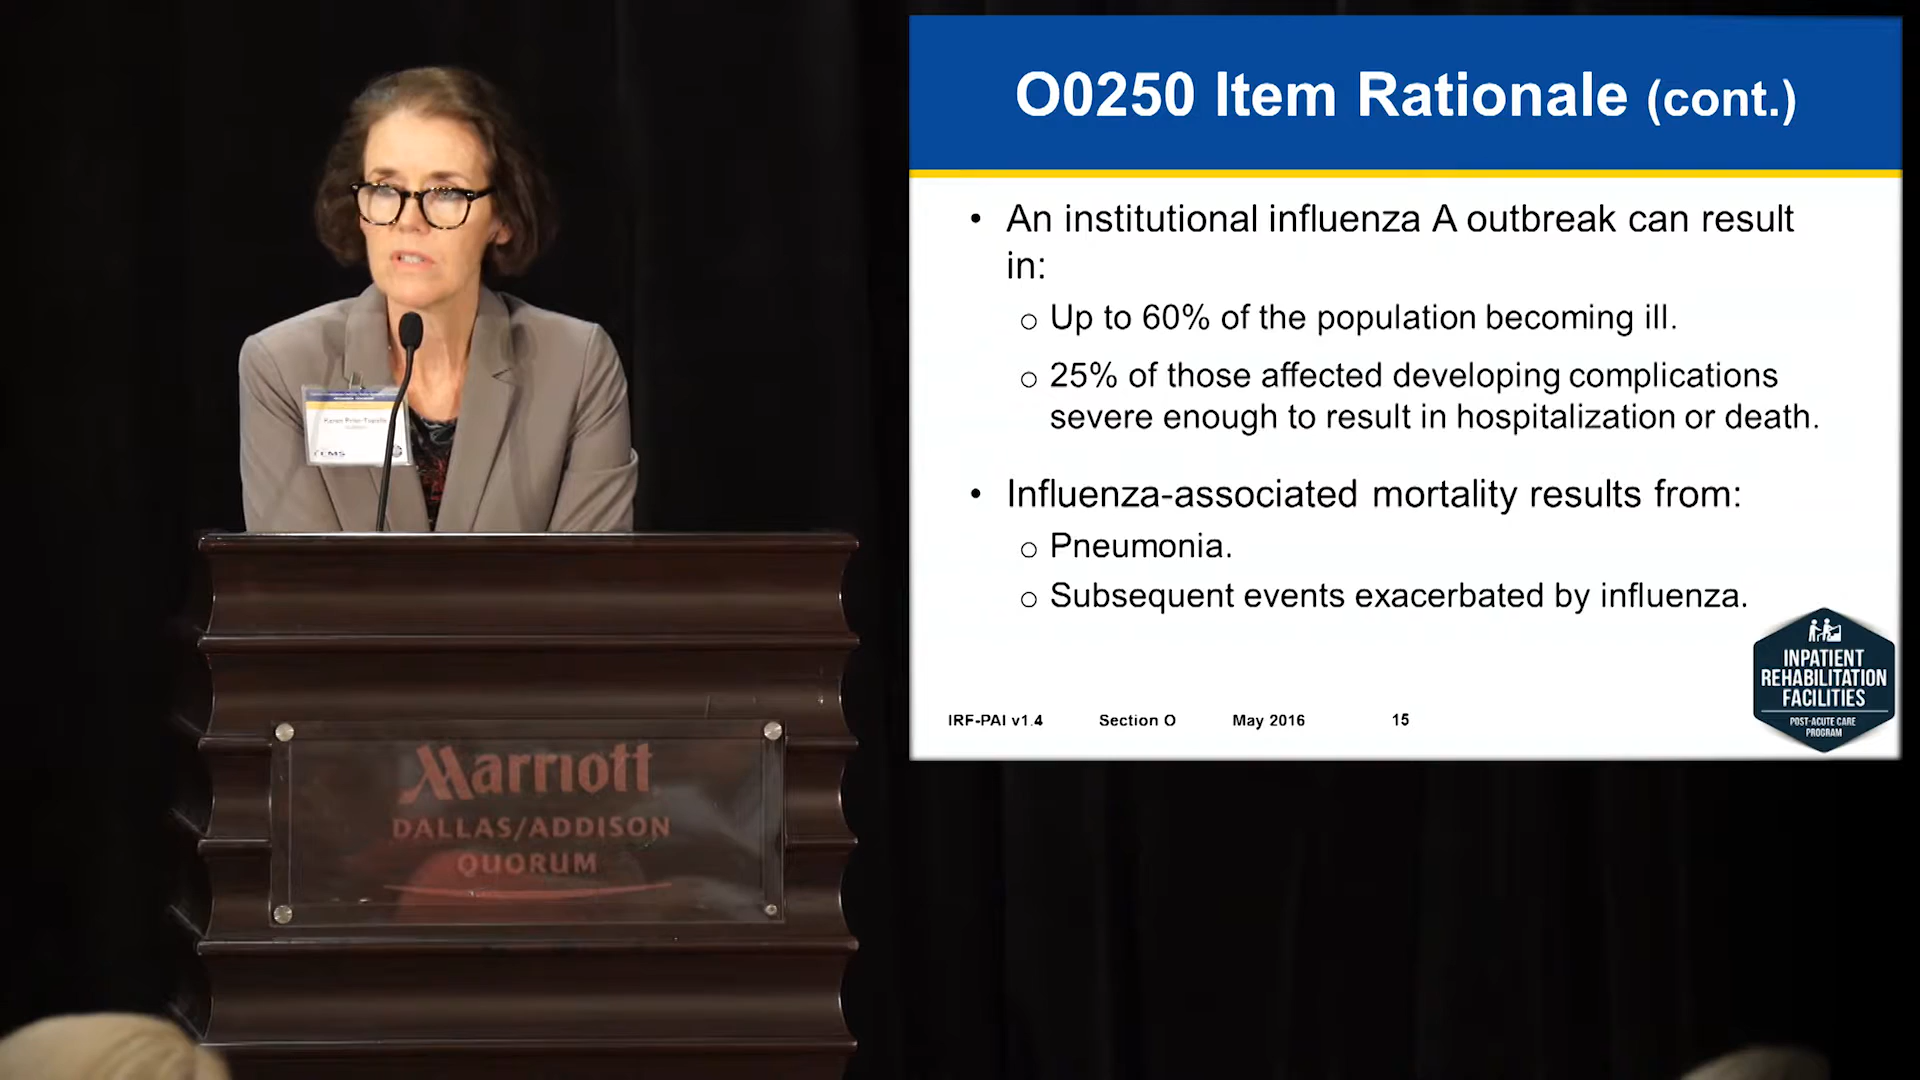 O0250 Item Rationale (cont.)
• An institutional influenza A outbreak can result
in:
o Up to 60% of the population becoming ill.
o 25% of those affected developing complications
severe enough to result in hospitalization or death.
• Influenza-associated mortality results from:
o Pneumonia.
o Subsequent events exacerbated by influenza.
IRF-PAI v1.4 Section O May 2016 15
INPATIENT
REHABILITATION
FACILITIES
POST-ACUTE CARE
PROGRAM
CMS
Marriott
DALLAS/ADDISON
QUORUM